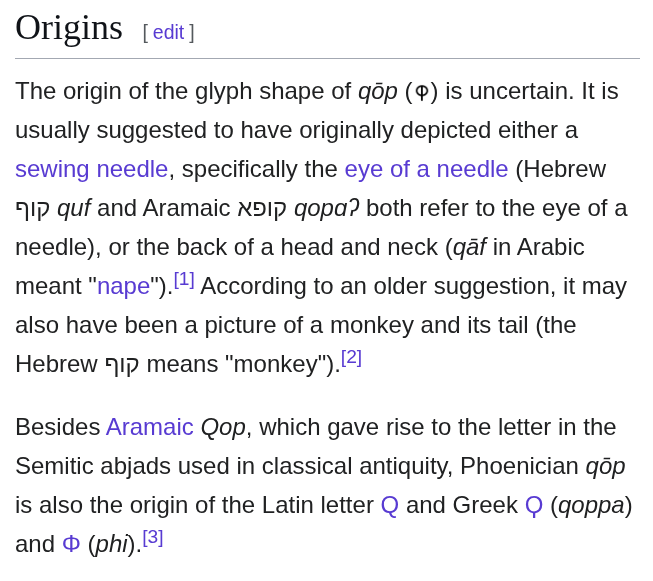 Origins [ edit ]
The origin of the glyph shape of qōp (𐤒) is uncertain. It is
usually suggested to have originally depicted either a
sewing needle, specifically the eye of a needle (Hebrew
קוף quf and Aramaic קופא qopɑʔ both refer to the eye of a
needle), or the back of a head and neck (qāf in Arabic
meant "nape").[1] According to an older suggestion, it may
also have been a picture of a monkey and its tail (the
Hebrew קוף means "monkey").[2]
Besides Aramaic Qop, which gave rise to the letter in the
Semitic abjads used in classical antiquity, Phoenician qōp
is also the origin of the Latin letter Q and Greek Ϙ (qoppa)
and Φ (phi).[3]